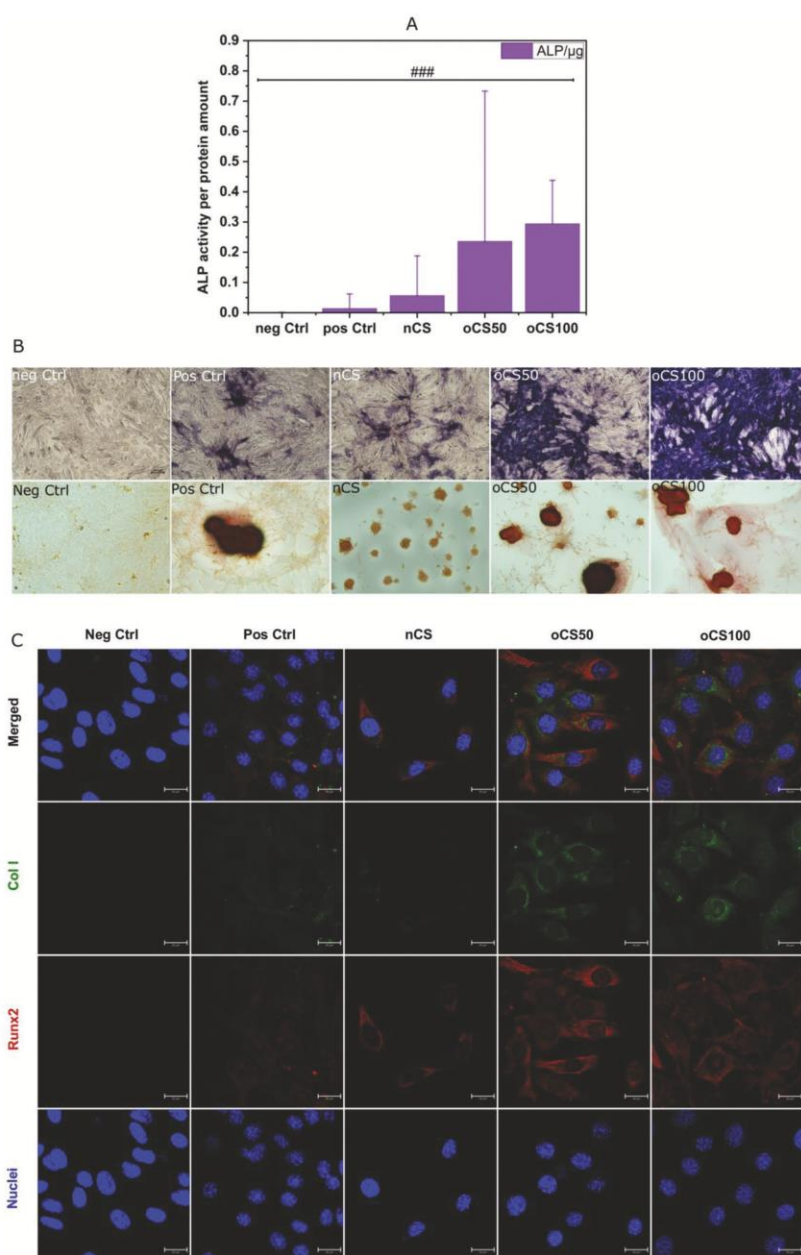 A
0.9
0.8
0.7
0.6
0.5
0.4
0.3
0.2
0.1
0.0
ALP activity per protein amount
ALP/µg
###
neg Ctrl pos Ctrl nCS oCS50 oCS100
B
neg Ctrl Pos Ctrl nCS oCS50 oCS100
Neg Ctrl Pos Ctrl nCS oCS50 oCS100
C
Neg Ctrl Pos Ctrl nCS oCS50 oCS100
Merged
Col I
Runx2
Nuclei